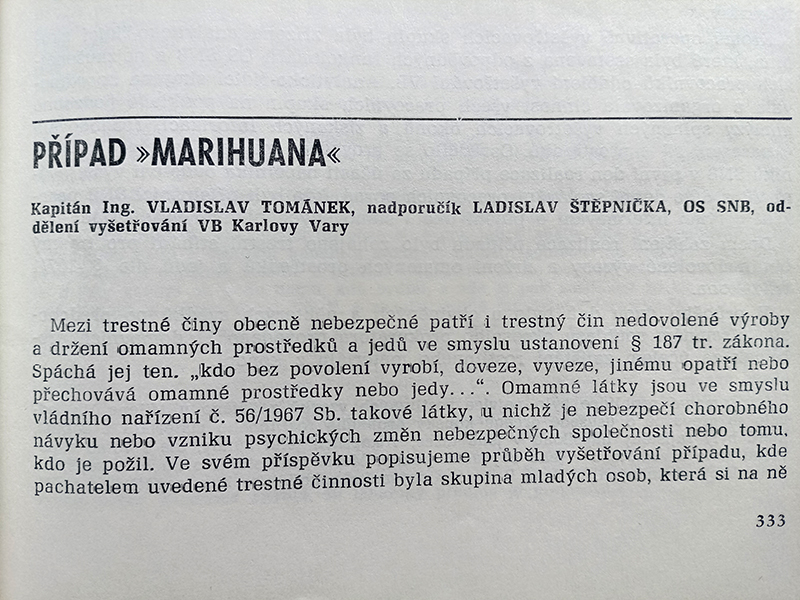 PŘÍPAD »MARIHUANA«
Kapitán Ing. VLADISLAV TOMÁNEK, nadporučík LADISLAV ŠTĚPNIČKA, OS SNB, od-
dělení vyšetřování VB Karlovy Vary
Mezi trestné činy obecně nebezpečné patří i trestný čin nedovolené výroby
a držení omamných prostředků a jedů ve smyslu ustanovení § 187 tr. zákona.
Spáchá jej ten. „kdo bez povolení vyrobí, doveze, vyveze, jinému opatří nebo
přechovává omamné prostředky nebo jedy...“. Omamné látky jsou ve smyslu
vládního nařízení č. 56/1967 Sb. takové látky, u nichž je nebezpečí chorobného
návyku nebo vzniku psychických změn nebezpečných společnosti nebo tomu,
kdo je požil. Ve svém příspěvku popisujeme průběh vyšetřování případu, kde
pachatelem uvedené trestné činnosti byla skupina mladých osob, která si na ně
333